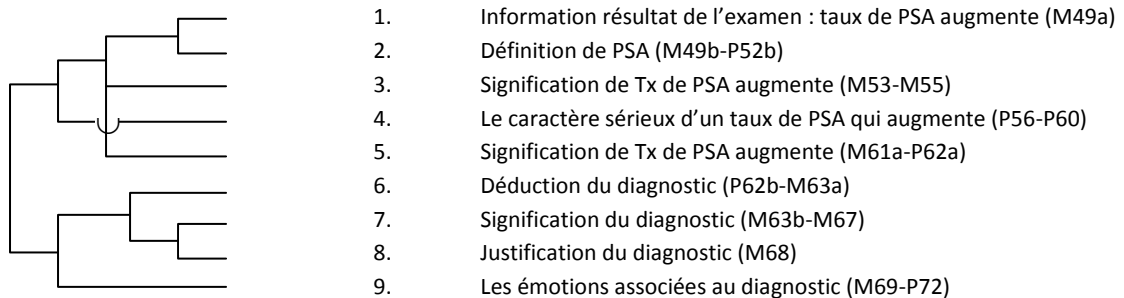 1. Information résultat de l’examen : taux de PSA augmente (M49a)
2. Définition de PSA (M49b-P52b)
3. Signification de Tx de PSA augmente (M53-M55)
4. Le caractère sérieux d’un taux de PSA qui augmente (P56-P60)
5. Signification de Tx de PSA augmente (M61a-P62a)
6. Déduction du diagnostic (P62b-M63a)
7. Signification du diagnostic (M63b-M67)
8. Justification du diagnostic (M68)
9. Les émotions associées au diagnostic (M69-P72)